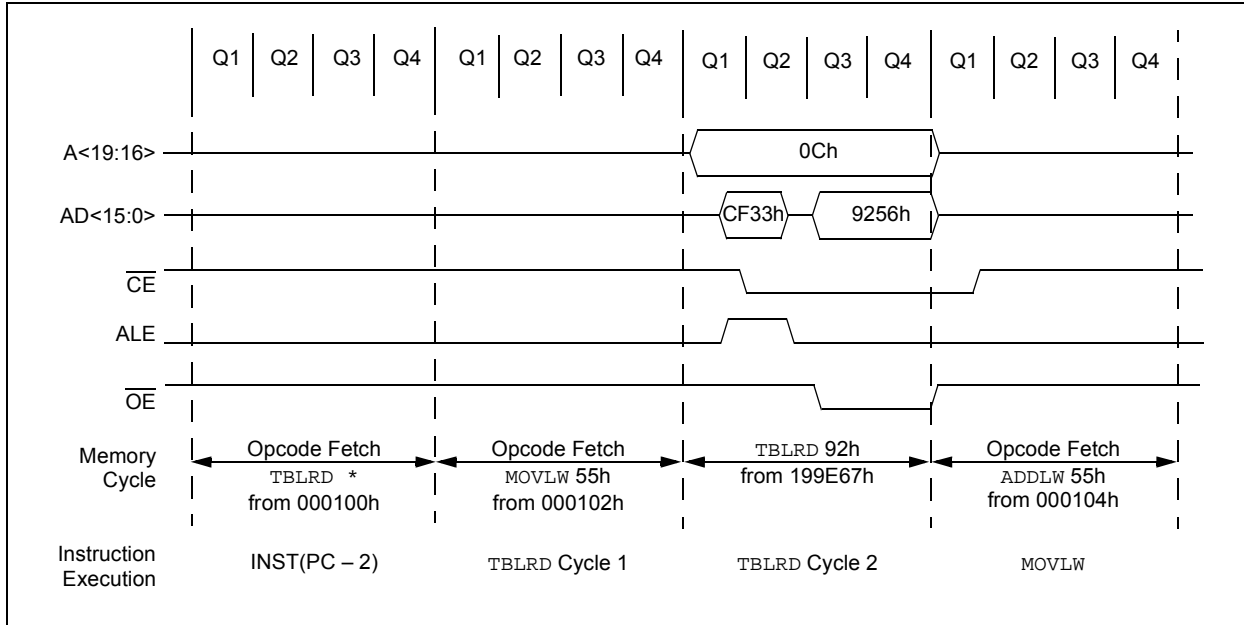 Q1 Q2 Q3 Q4 Q1 Q2 Q3 Q4 Q1 Q2 Q3 Q4 Q1 Q2 Q3 Q4
A<19:16> 0Ch
AD<15:0> CF33h 9256h
CE
ALE
OE
Memory Cycle
Opcode Fetch
TBLRD *
from 000100h
Opcode Fetch
MOVLW 55h
from 000102h
TBLRD 92h
from 199E67h
Opcode Fetch
ADDLW 55h
from 000104h
Instruction
Execution
INST(PC – 2) TBLRD Cycle 1 TBLRD Cycle 2 MOVLW